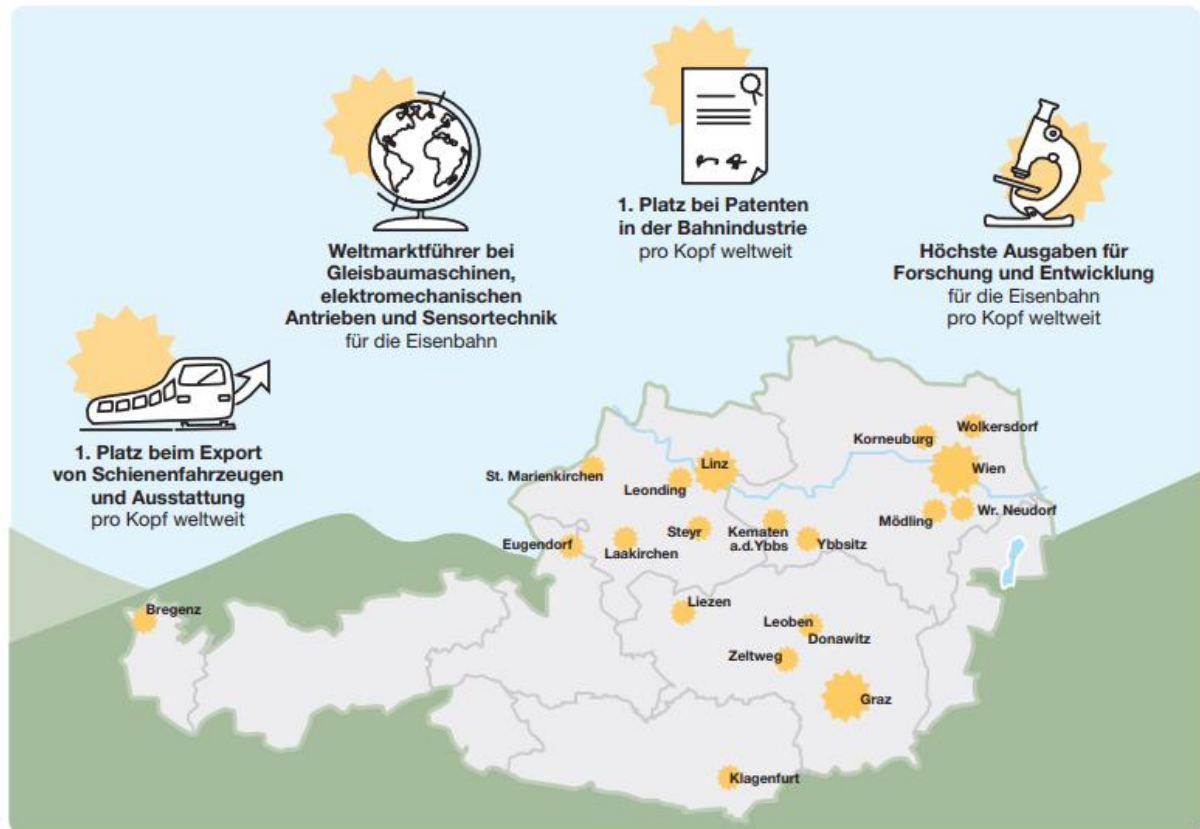 1. Platz bei Patenten
in der Bahnindustrie
pro Kopf weltweit
Weltmarktführer bei
Gleisbaumaschinen,
elektromechanischen
Antrieben und Sensortechnik
für die Eisenbahn
Höchste Ausgaben für
Forschung und Entwicklung
für die Eisenbahn
pro Kopf weltweit
1. Platz beim Export
von Schienenfahrzeugen
und Ausstattung
pro Kopf weltweit
Wolkersdorf
Korneuburg
Wien
Linz
St. Marienkirchen
Leonding
Wr. Neudorf
Mödling
Steyr
Kematen
a.d.Ybbs
Ybbsitz
Eugendorf
Laakirchen
Bregenz
Liezen
Leoben
Donawitz
Zeltweg
Graz
Klagenfurt